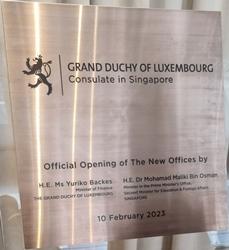 GRAND DUCHY OF LUXEMBOURG
Consulate in Singapore
Official Opening of The New Offices by
H.E. Ms Yuriko Backes
Minister of Finance
THE GRAND DUCHY OF LUXEMBOURG
H.E. Dr Mohamad Maliki Bin Osman
Minister in the Prime Minister's Office,
Second Minister for Education & Foreign Affairs
SINGAPORE
10 February 2023